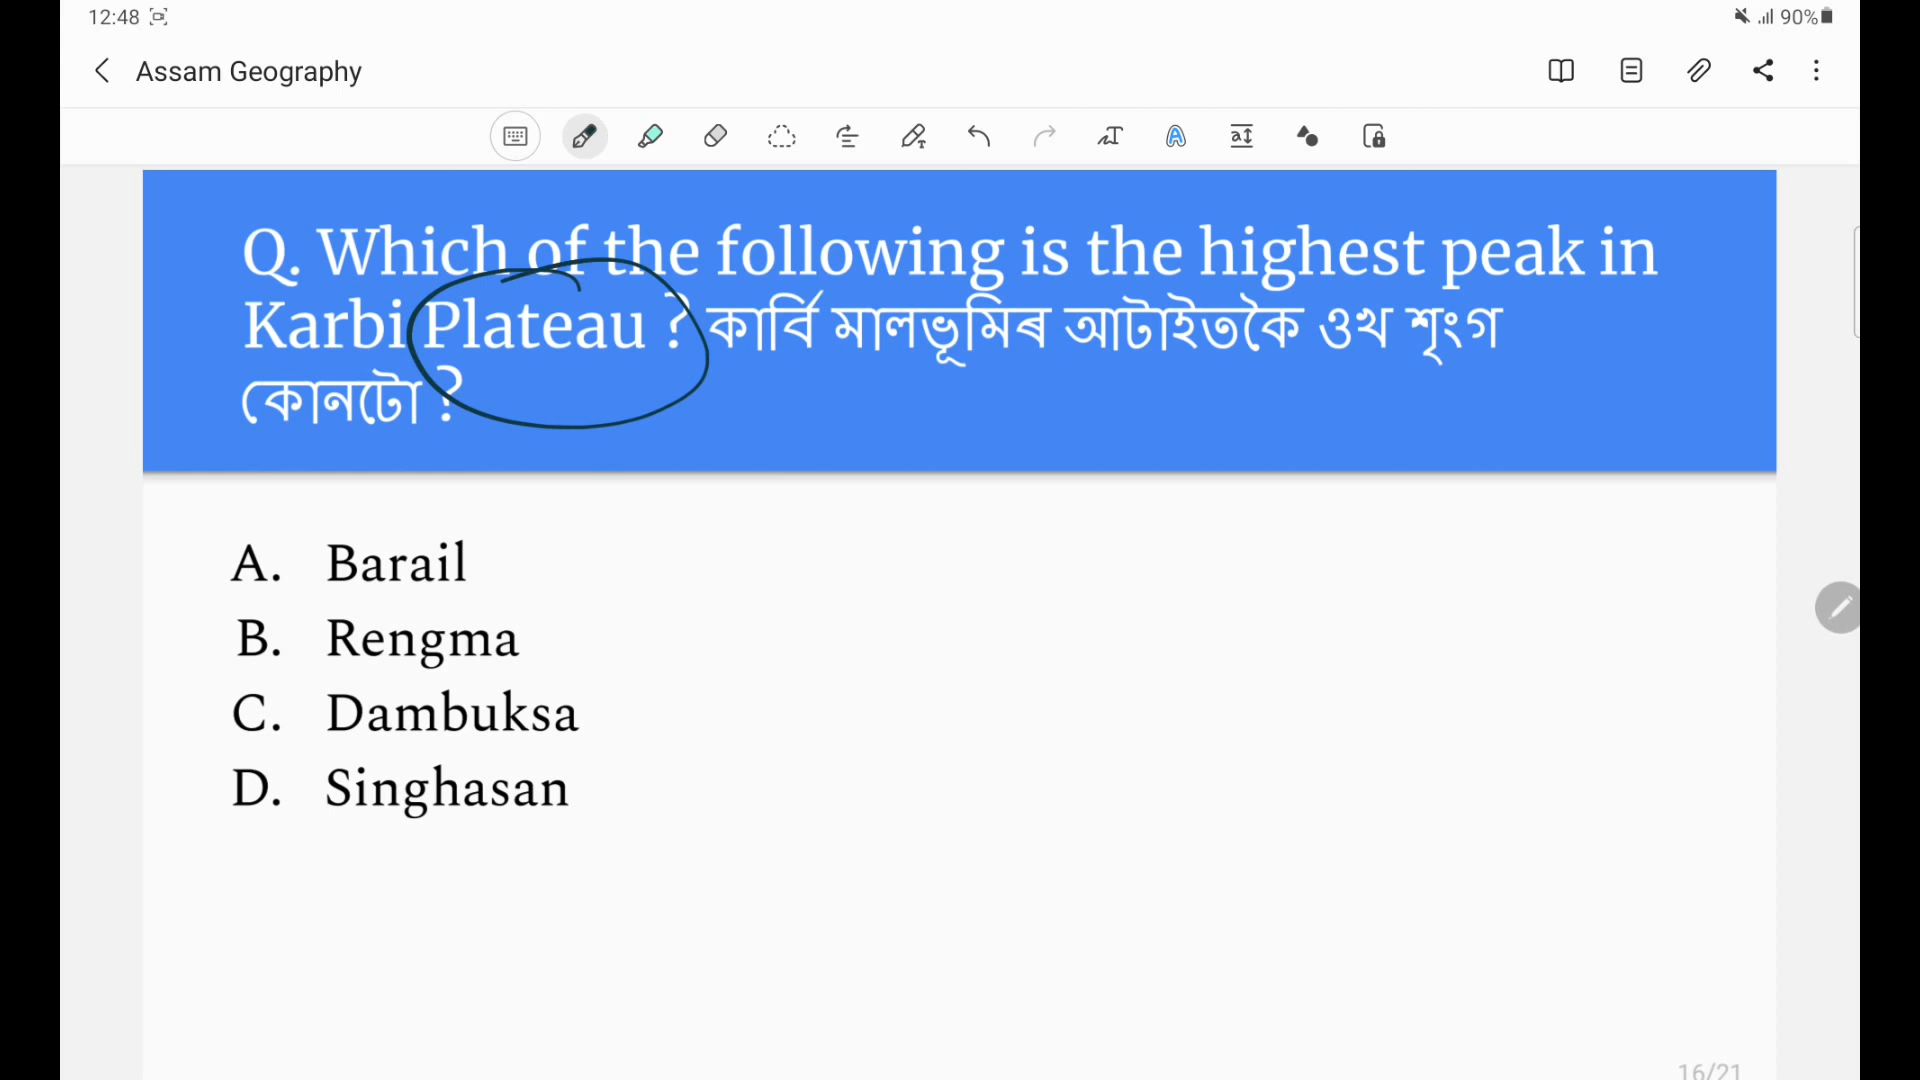 12:48
90%
Assam Geography
Q. Which of the following is the highest peak in
Karbi Plateau ? কাৰ্বি মালভূমিৰ আটাইতকৈ ওখ শৃংগ
কোনটো ?
A. Barail
B. Rengma
C. Dambuksa
D. Singhasan
16/21